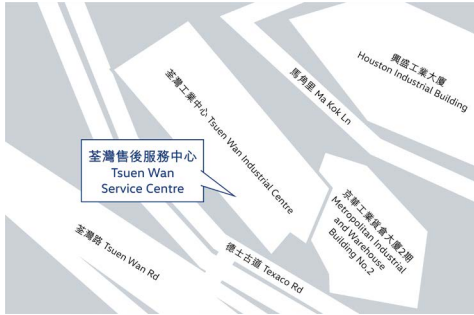 興盛工業大廈
Houston Industrial Building
馬角里 Ma Kok Ln
荃灣工業中心 Tsuen Wan Industrial Centre
荃灣售後服務中心
Tsuen Wan
Service Centre
京華工業貨倉大廈2期
Metropolitan Industrial
and Warehouse
Building No.2
荃灣路 Tsuen Wan Rd
德士古道 Texaco Rd